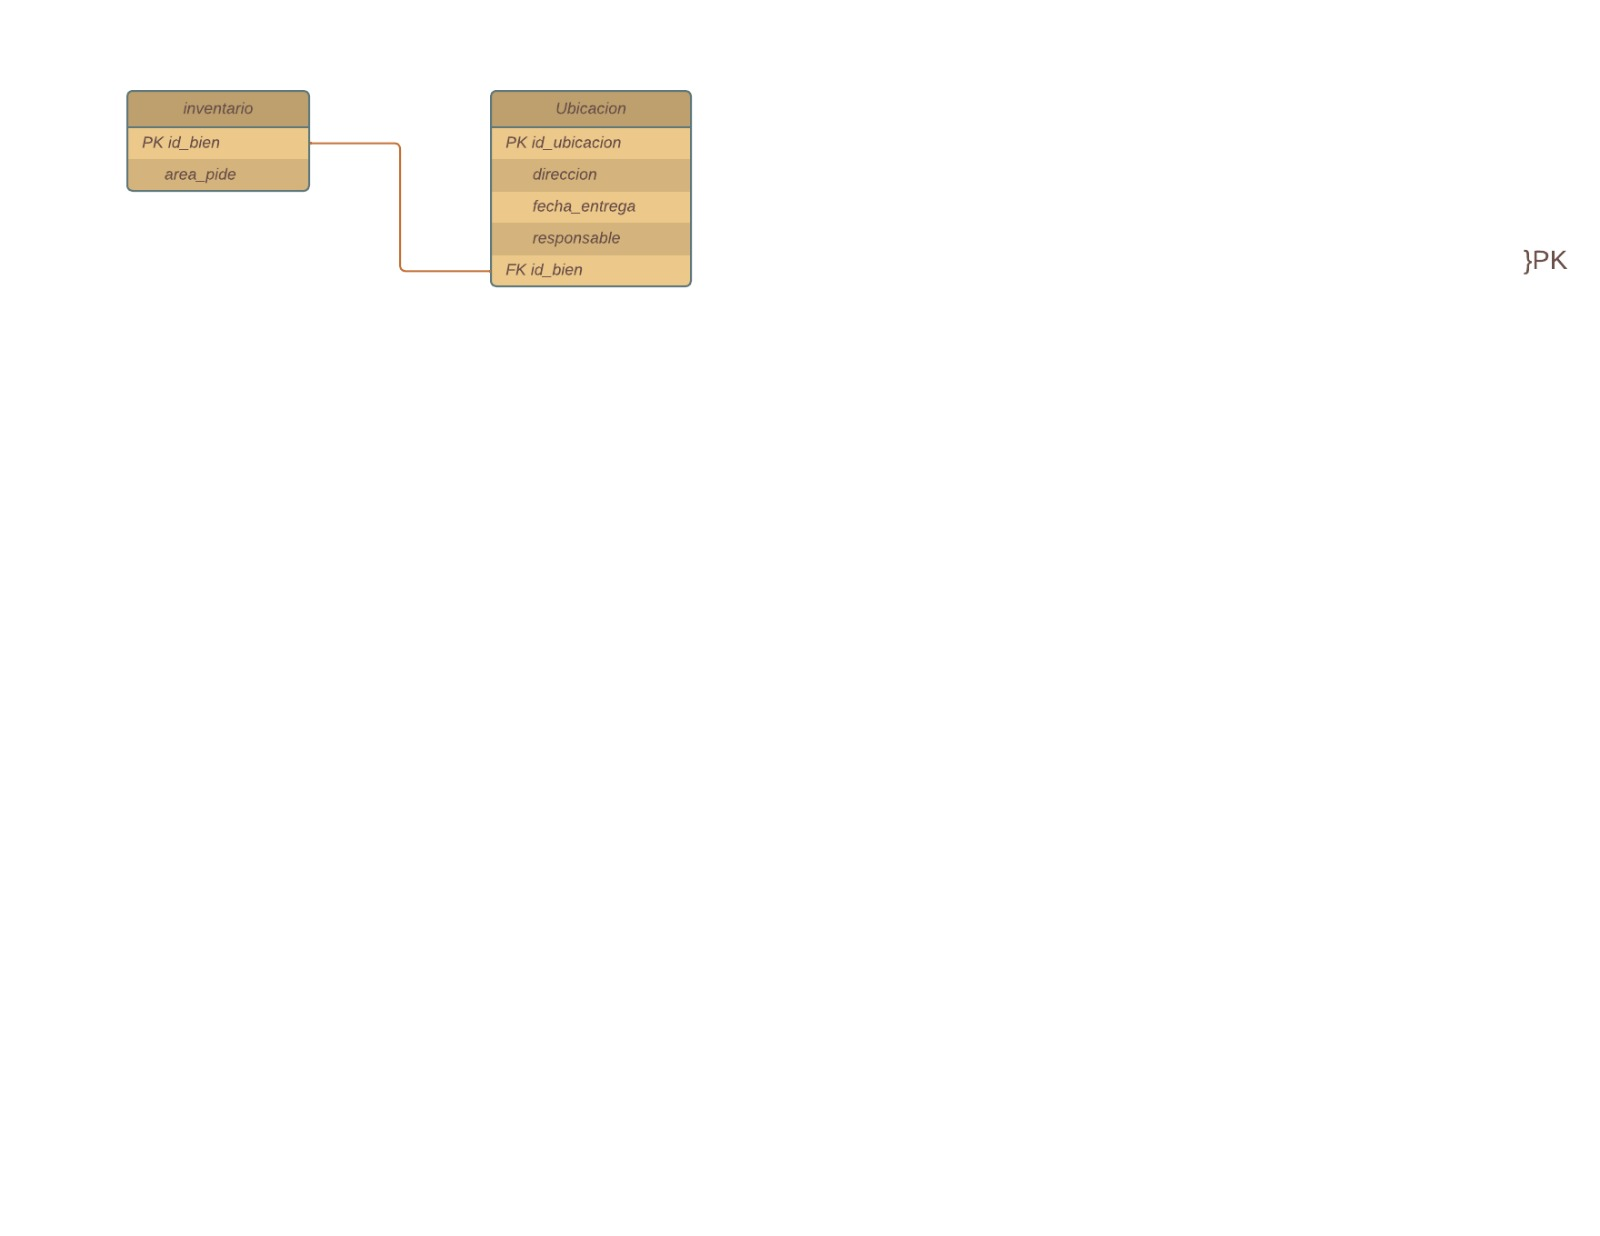 inventario
PK id_bien
area_pide
Ubicacion
PK id_ubicacion
direccion
fecha_entrega
responsable
FK id_bien
}PK